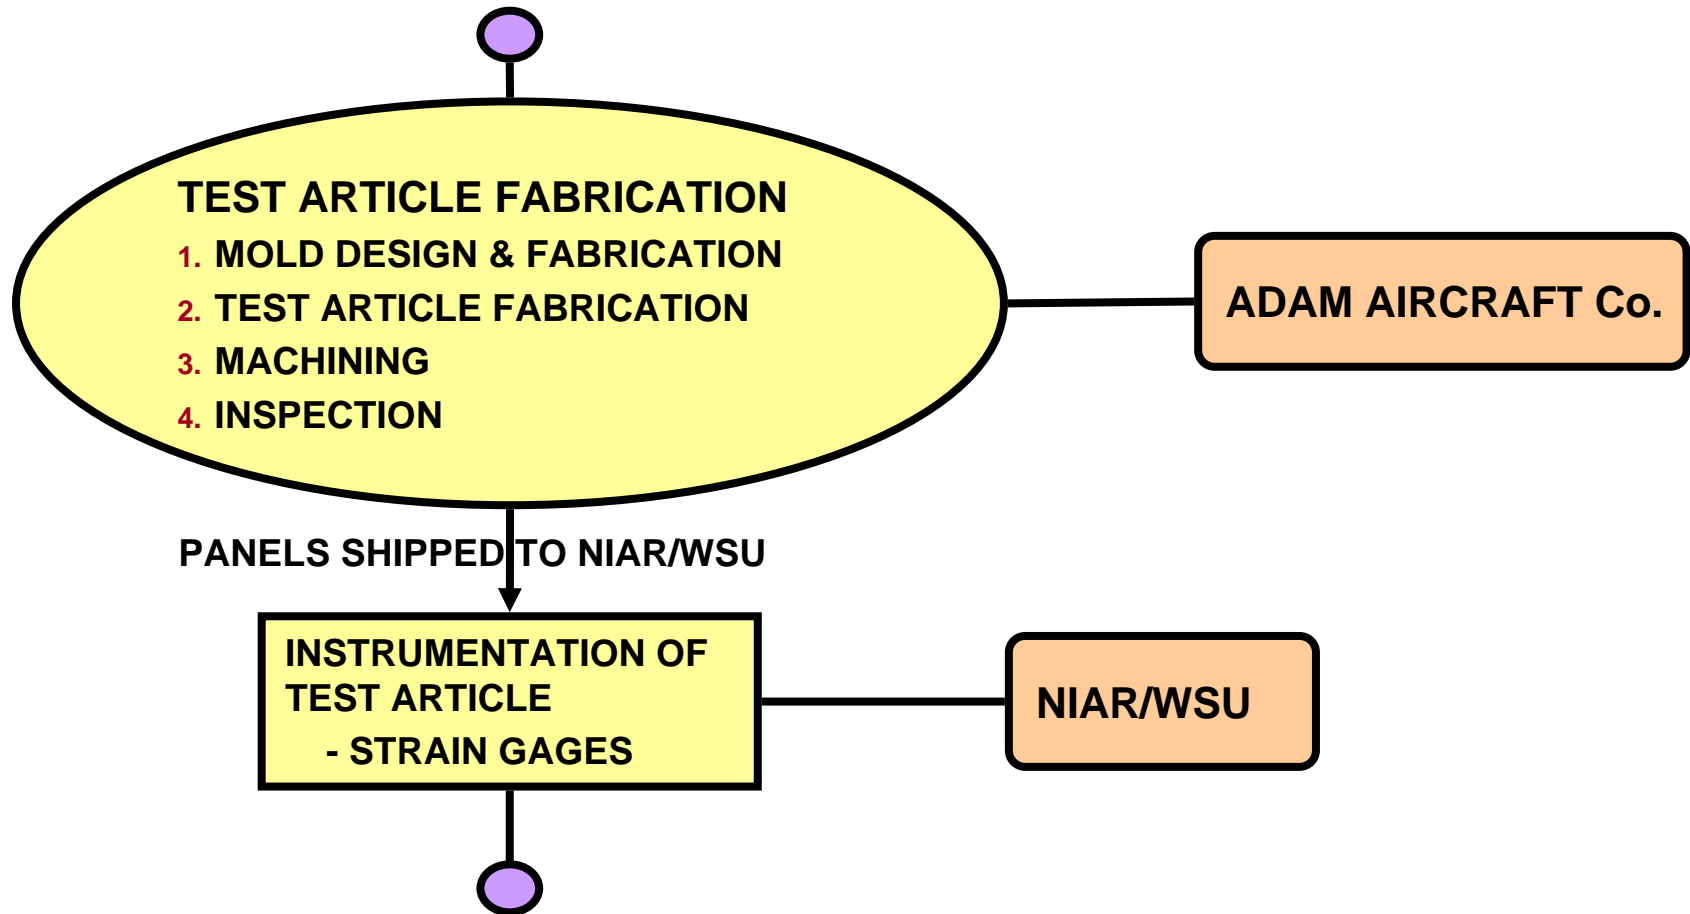 TEST ARTICLE FABRICATION
1. MOLD DESIGN & FABRICATION
2. TEST ARTICLE FABRICATION
3. MACHINING
4. INSPECTION
ADAM AIRCRAFT Co.
PANELS SHIPPED TO NIAR/WSU
INSTRUMENTATION OF
TEST ARTICLE
- STRAIN GAGES
NIAR/WSU